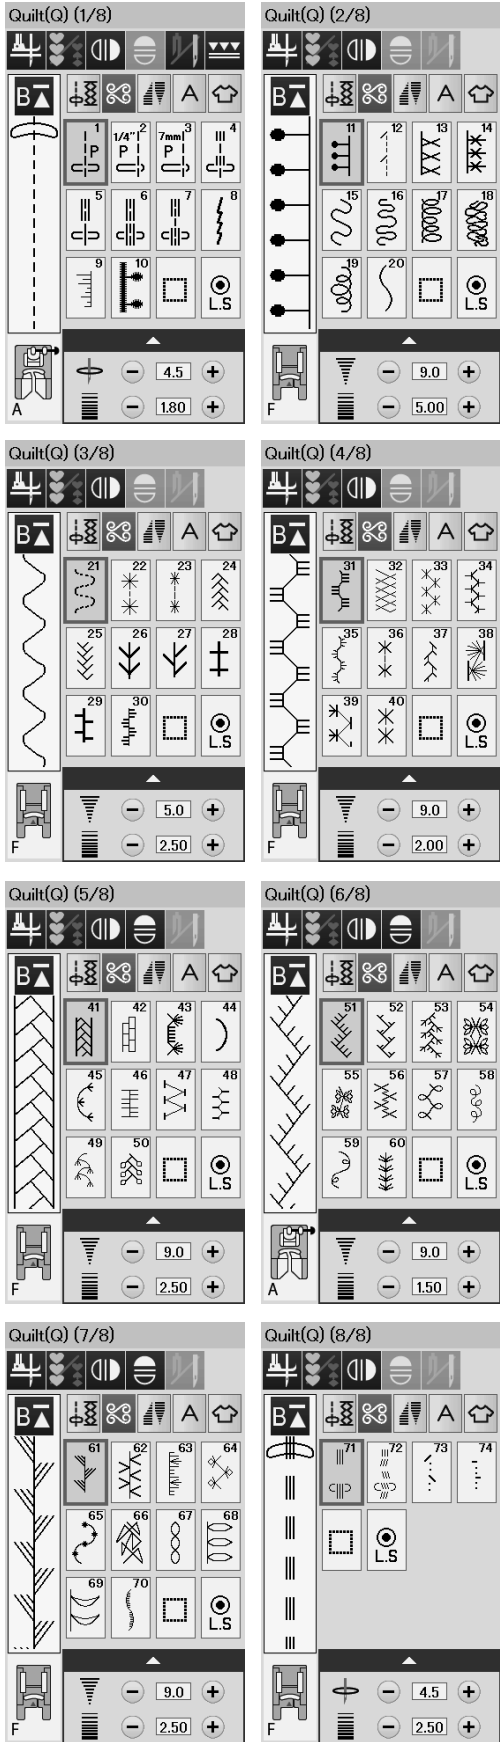 Quilt(Q) (1/8)
B
A
1 2 3 4
P 1/4" P 7mm P
5 6 7 8
9 10
L.S
A
4.5
1.80
Quilt(Q) (2/8)
B
A
11 12 13 14
15 16 17 18
19 20
L.S
F
9.0
5.00
Quilt(Q) (3/8)
B
A
21 22 23 24
25 26 27 28
29 30
L.S
F
5.0
2.50
Quilt(Q) (4/8)
B
A
31 32 33 34
35 36 37 38
39 40
L.S
F
9.0
2.00
Quilt(Q) (5/8)
B
A
41 42 43 44
45 46 47 48
49 50
L.S
F
9.0
2.50
Quilt(Q) (6/8)
B
A
51 52 53 54
55 56 57 58
59 60
L.S
A
9.0
1.50
Quilt(Q) (7/8)
B
A
61 62 63 64
65 66 67 68
69 70
L.S
F
9.0
2.50
Quilt(Q) (8/8)
B
A
71 72 73 74
L.S
F
4.5
2.50